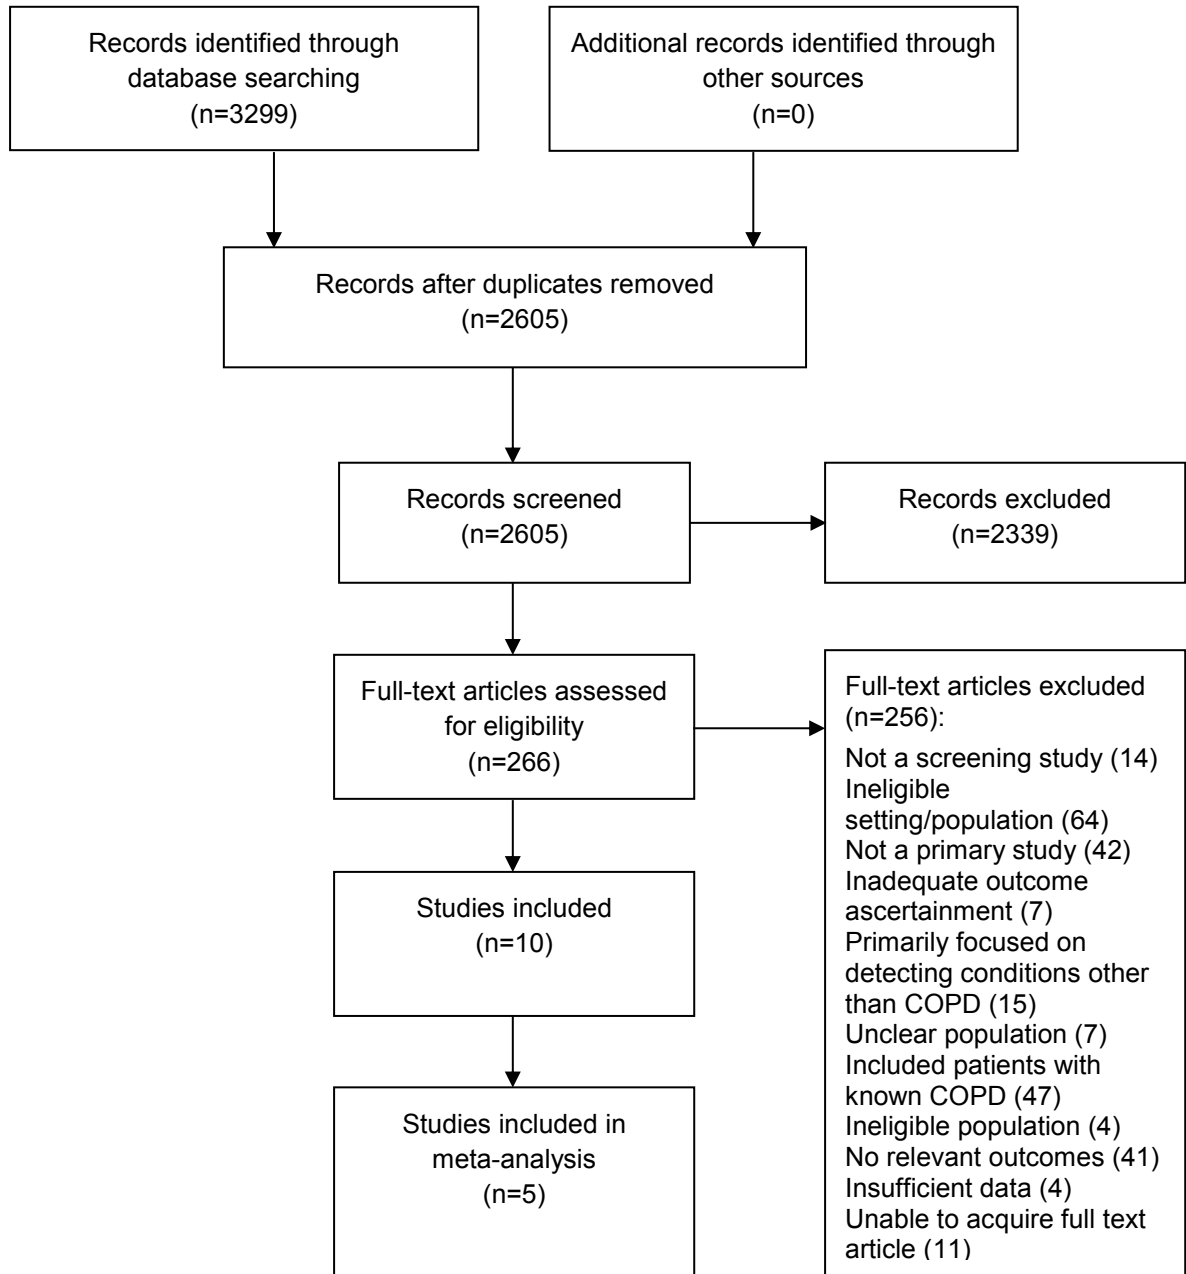 Records identified through
database searching
(n=3299)
Additional records identified through
other sources
(n=0)
Records after duplicates removed
(n=2605)
Records screened
(n=2605)
Records excluded
(n=2339)
Full-text articles assessed
for eligibility
(n=266)
Full-text articles excluded
(n=256):
Not a screening study (14)
Ineligible
setting/population (64)
Not a primary study (42)
Inadequate outcome
ascertainment (7)
Primarily focused on
detecting conditions other
than COPD (15)
Unclear population (7)
Included patients with
known COPD (47)
Ineligible population (4)
No relevant outcomes (41)
Insufficient data (4)
Unable to acquire full text
article (11)
Studies included
(n=10)
Studies included in
meta-analysis
(n=5)